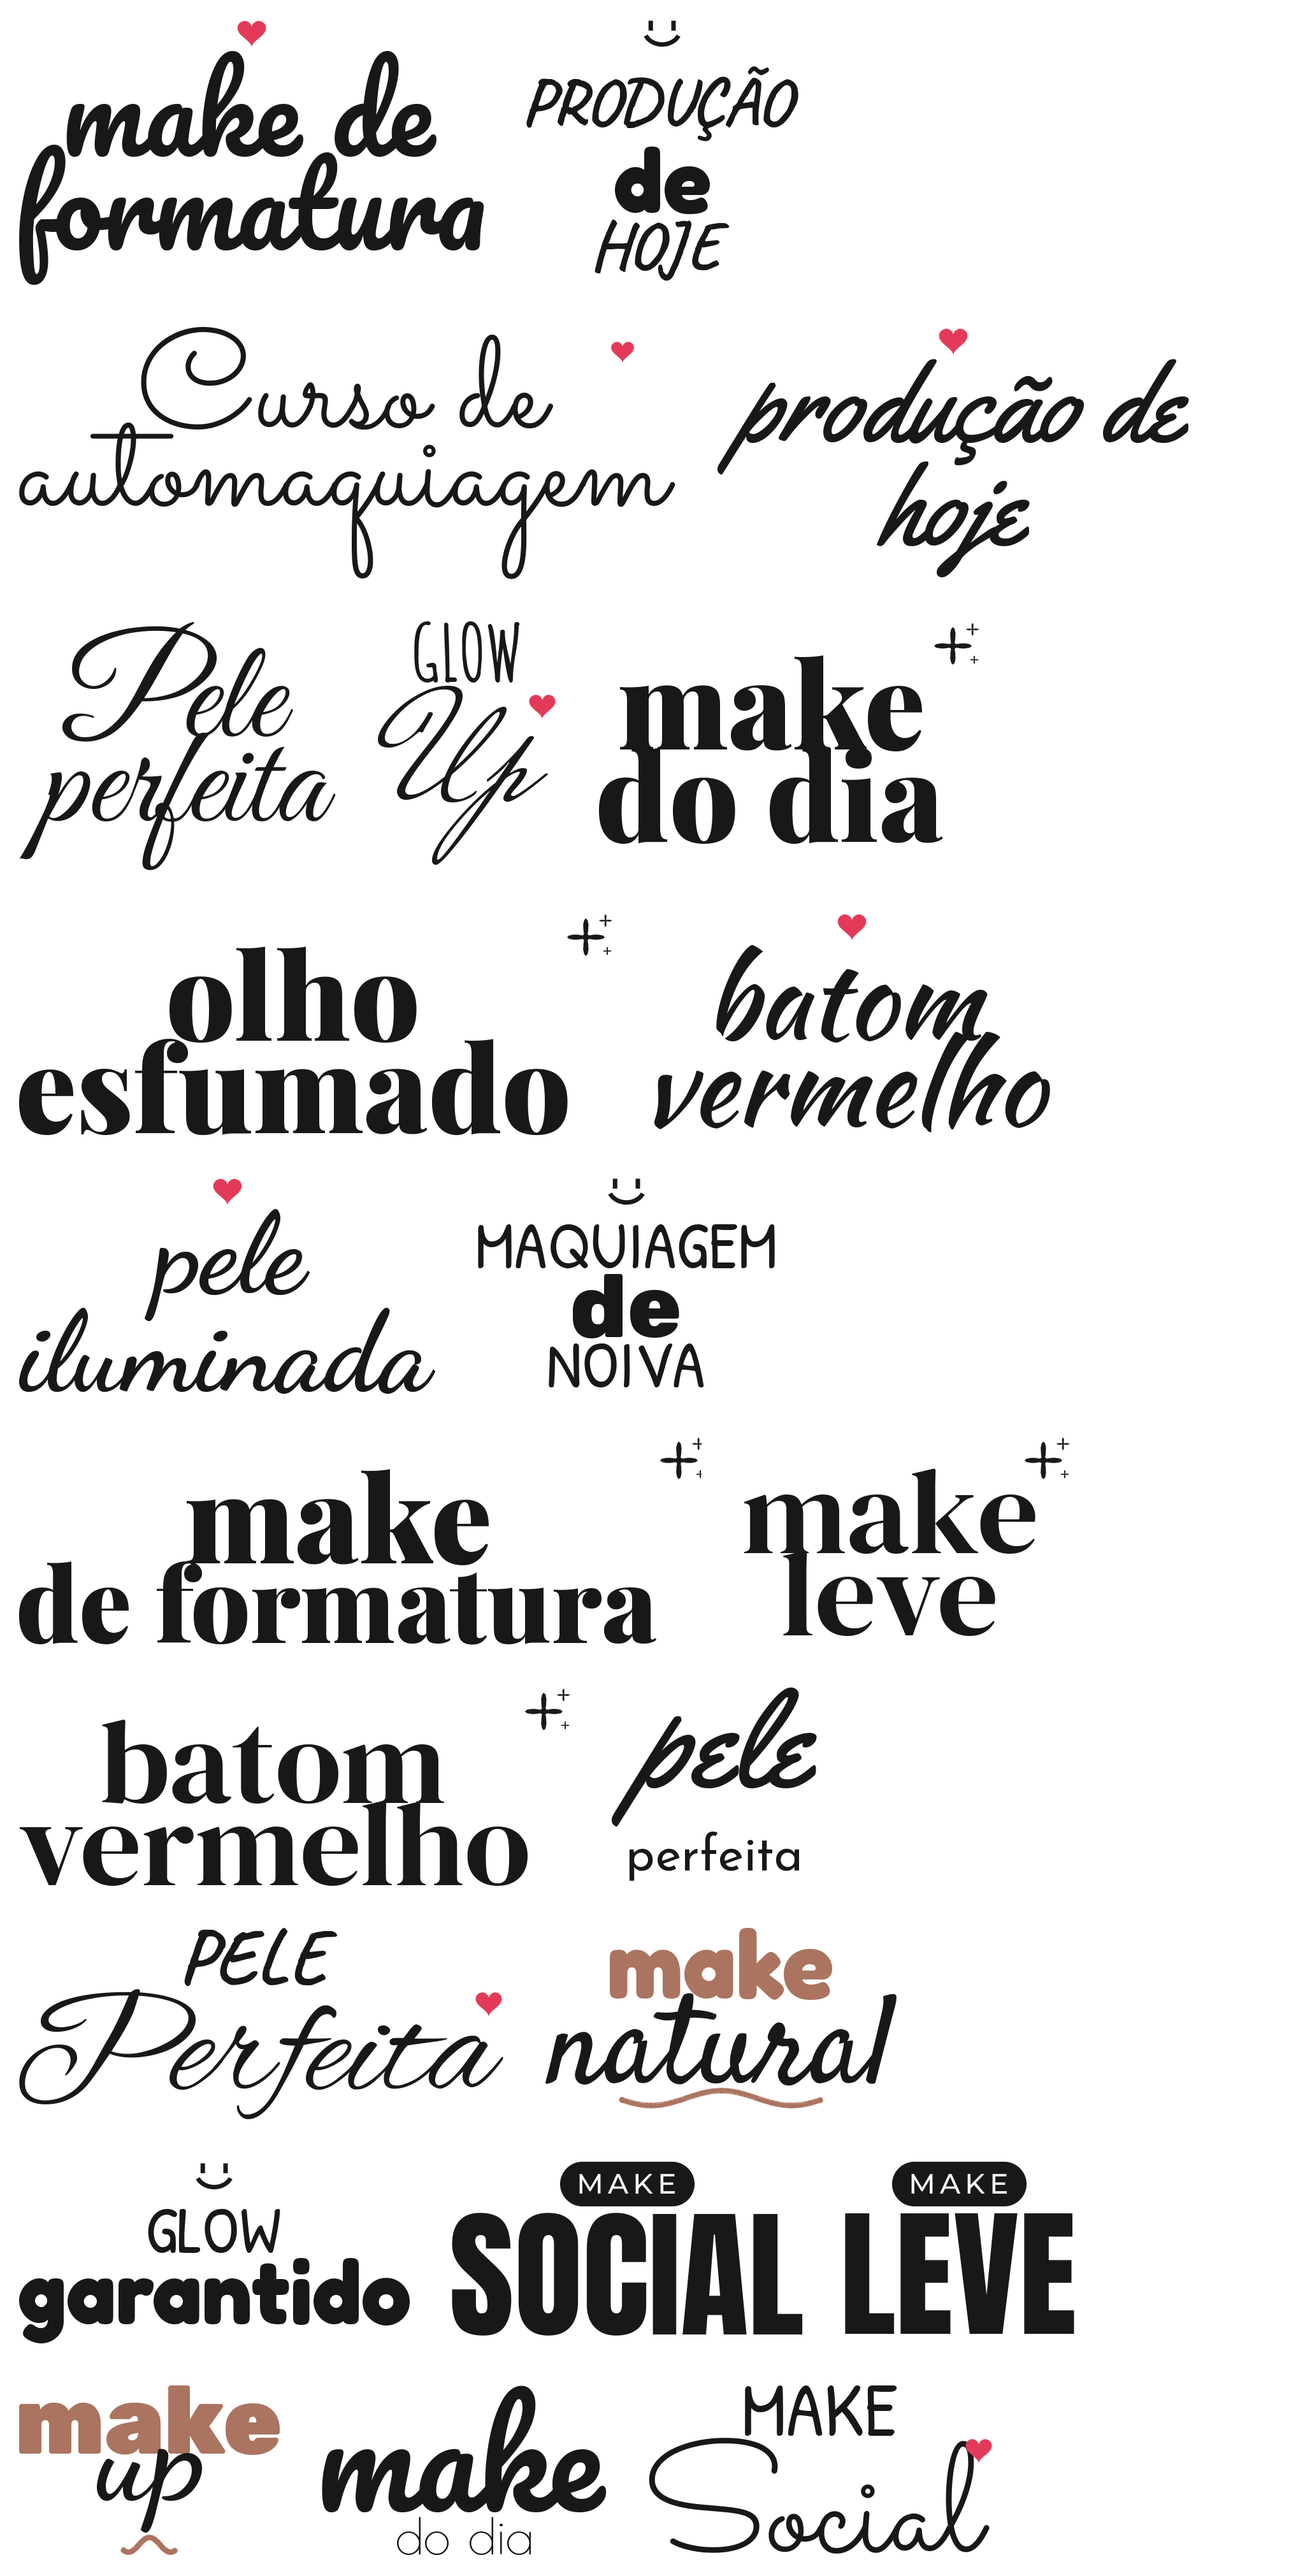 make de
formatura
PRODUÇÃO
de
HOJE
Curso de
automaquiagem
produção de
hoje
Pele
perfeita
GLOW
Up
make
do dia
olho
esfumado
batom
vermelho
pele
iluminada
MAQUIAGEM
de
NOIVA
make
de formatura
make
leve
batom
vermelho
pele
perfeita
PELE
Perfeita
make
natural
GLOW
garantido
MAKE
SOCIAL
MAKE
LEVE
make
up
make
do dia
MAKE
Social